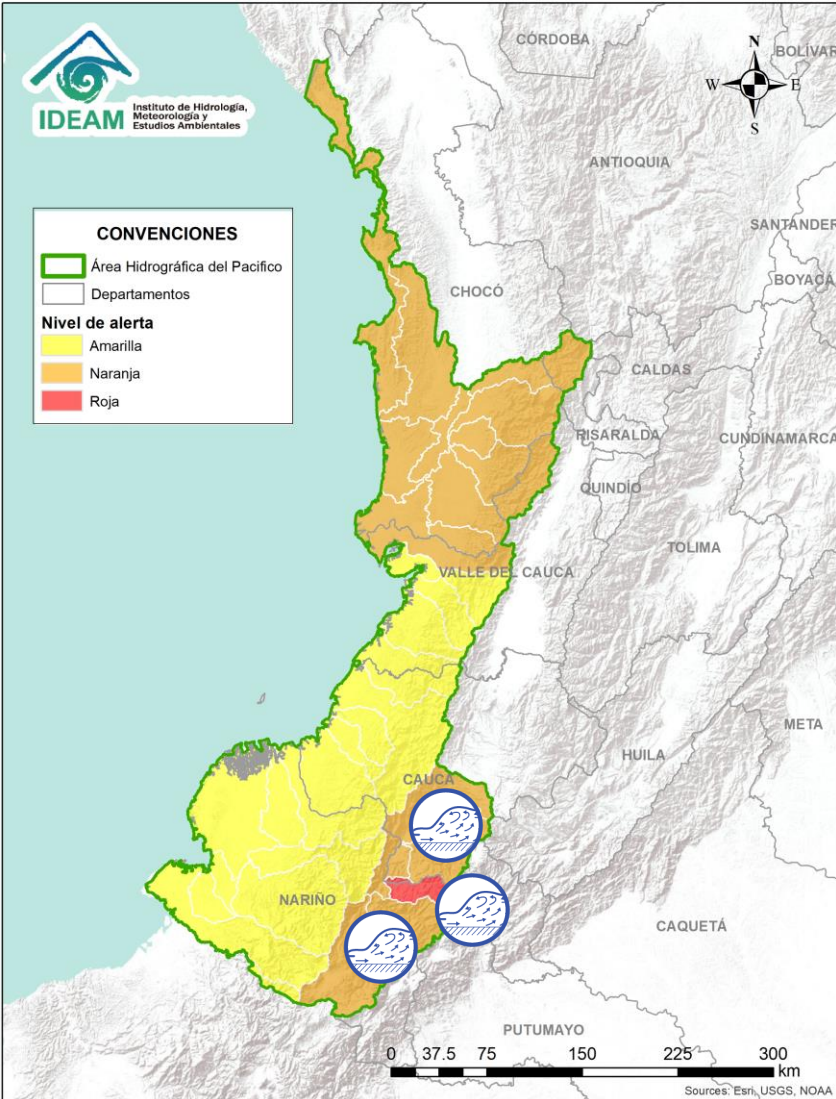 IDEAM
Instituto de Hidrología,
Meteorología y
Estudios Ambientales
N
W
E
S
CONVENCIONES
Área Hidrográfica del Pacifico
Departamentos
Nivel de alerta
Amarilla
Naranja
Roja
CÓRDOBA
BOLÍVAR
ANTIOQUIA
SANTANDER
BOYACÁ
CHOCÓ
CALDAS
RISARALDA
CUNDINAMARCA
QUINDÍO
TOLIMA
VALLE DEL CAUCA
META
HUILA
CAUCA
NARIÑO
CAQUETÁ
PUTUMAYO
0 37.5 75 150 225 300
km
Sources: Esri, USGS, NOAA